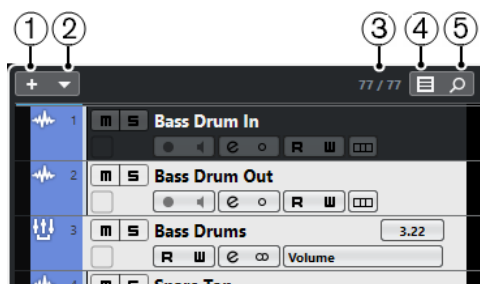 1 2 3 4 5
+ 77 / 77
1 m S Bass Drum In
e R W
2 m S Bass Drum Out
e R W
3 m S Bass Drums 3.22
R W e Volume
m S